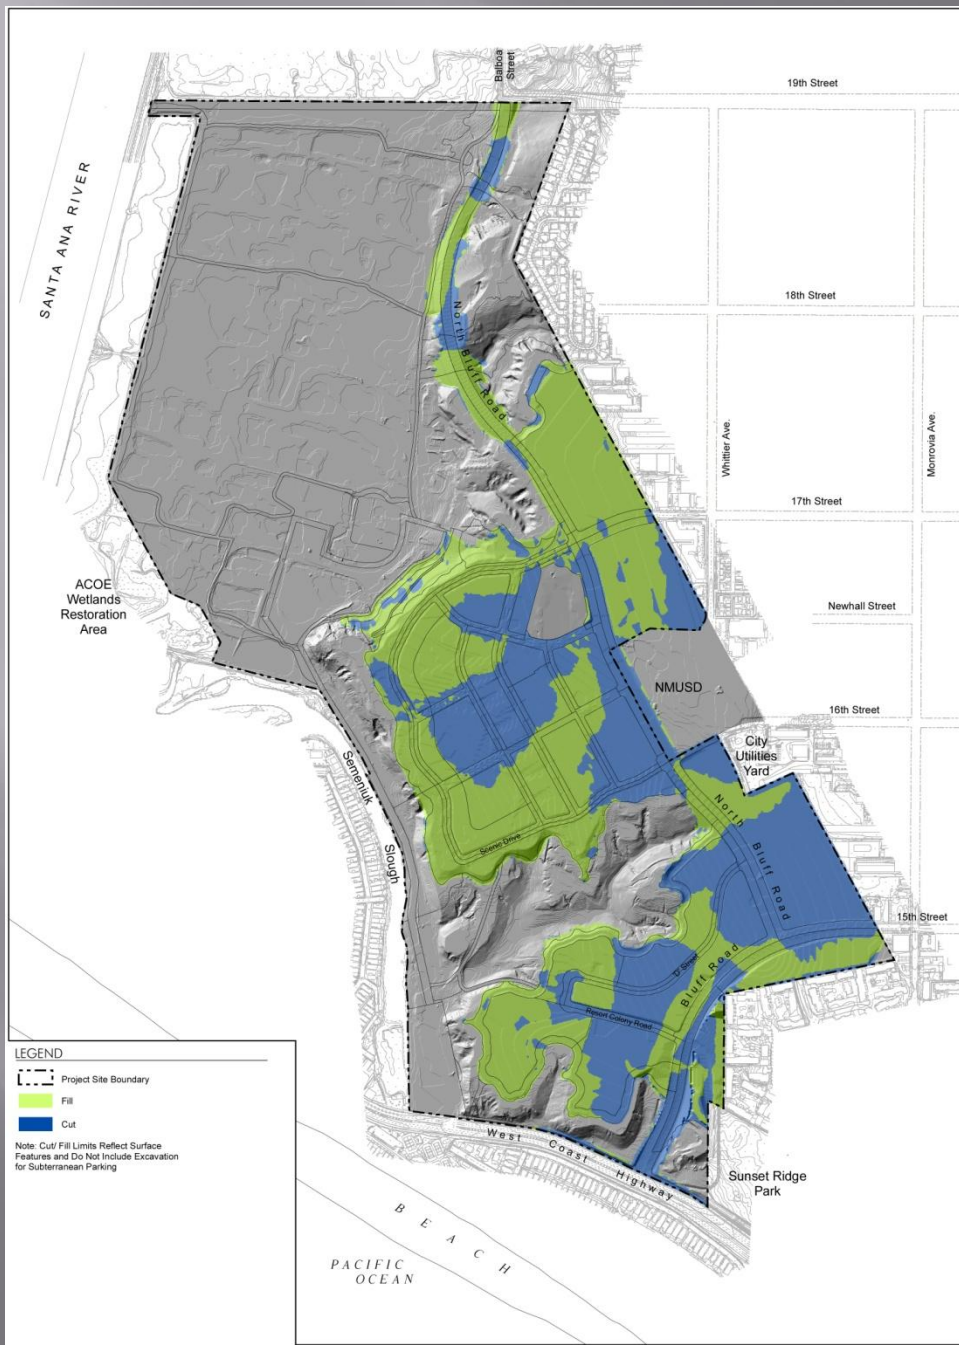 Balboa
Street
19th Street
SANTA ANA RIVER
18th Street
North Bluff Road
Whittier Ave.
Monrovia Ave.
17th Street
ACOE
Wetlands
Restoration
Area
Newhall Street
NMUSD
16th Street
City
Utilities
Yard
Semeniuk
Slough
Scenic Drive
North
Bluff Road
15th Street
"D" Street
Bluff Road
Resort Colony Road
LEGEND
Project Site Boundary
Fill
Cut
Note: Cut/ Fill Limits Reflect Surface
Features and Do Not Include Excavation
for Subterranean Parking
West Coast Highway
Sunset Ridge
Park
BEACH
PACIFIC
OCEAN